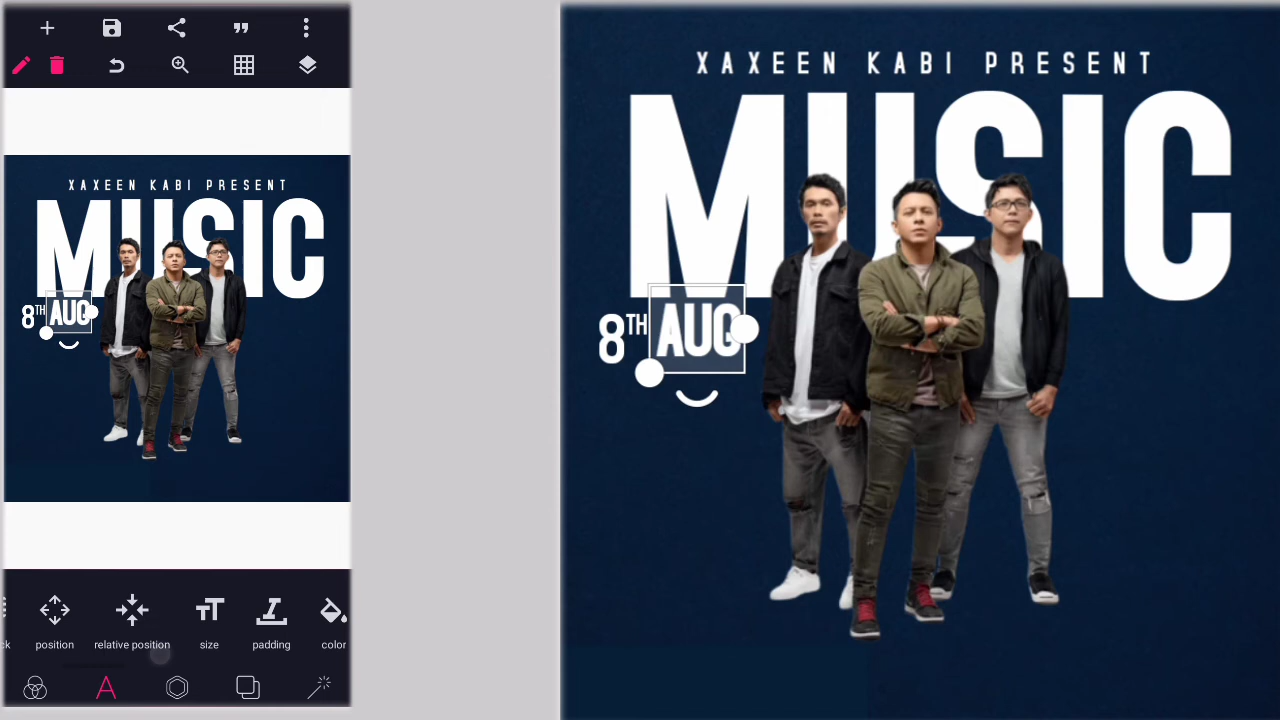 XAXEEN KABI PRESENT
MUSIC
8TH AUG
position
relative position
size
padding
color
XAXEEN KABI PRESENT
MUSIC
8TH AUG